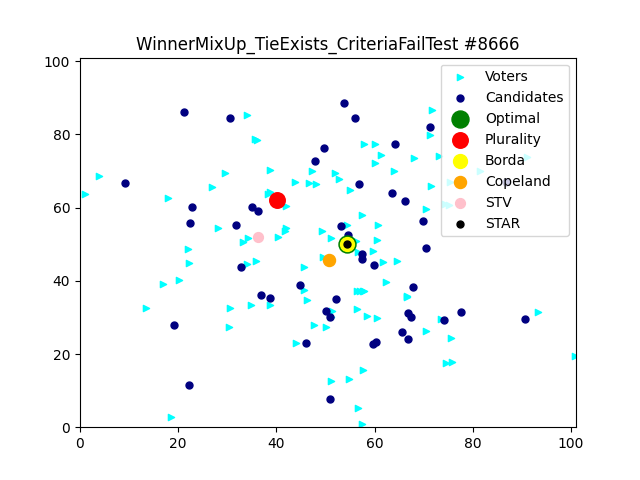 WinnerMixUp_TieExists_CriteriaFailTest #8666
100
80
60
40
20
0
0 20 40 60 80 100
Voters
Candidates
Optimal
Plurality
Borda
Copeland
STV
STAR